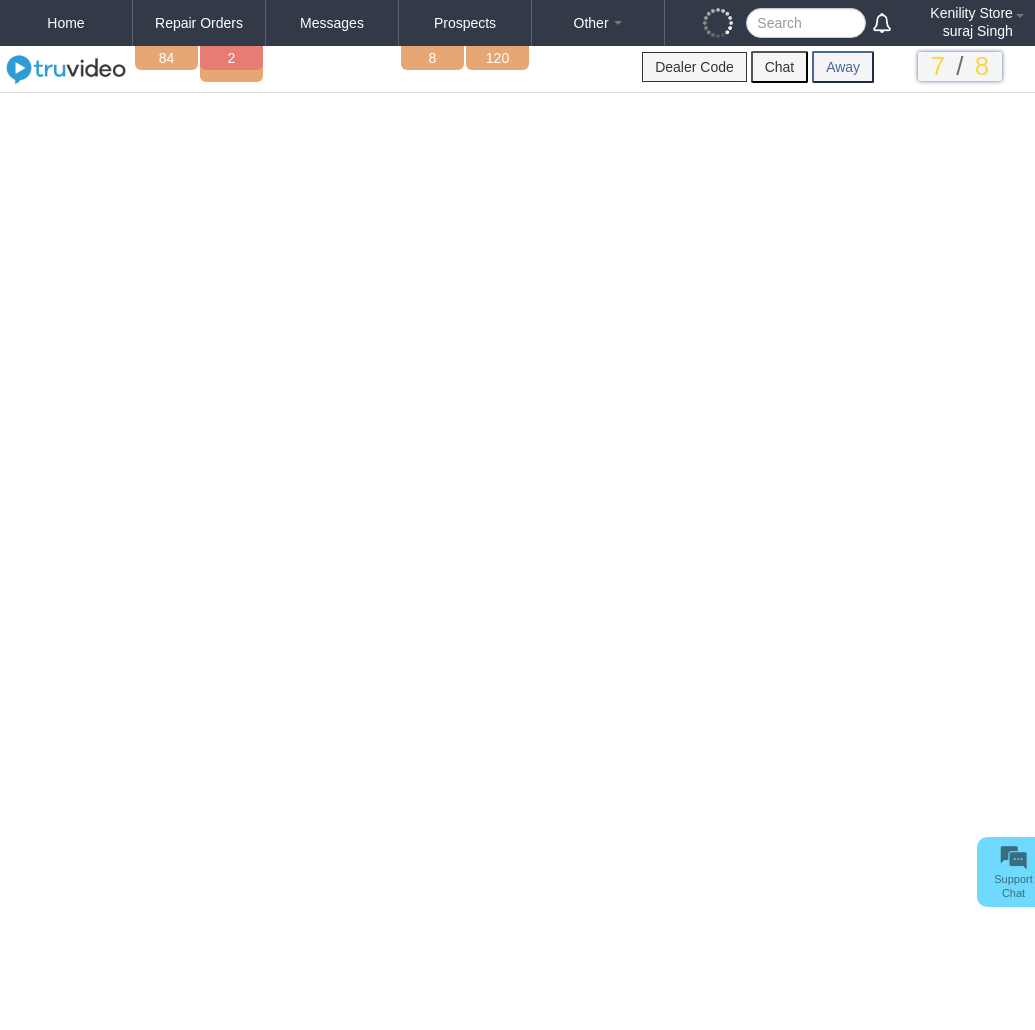 Home Repair Orders Messages Prospects Other Search Kenility Store
suraj Singh
truvideo 84 2 8 120 Dealer Code Chat Away 7 / 8
Support
Chat